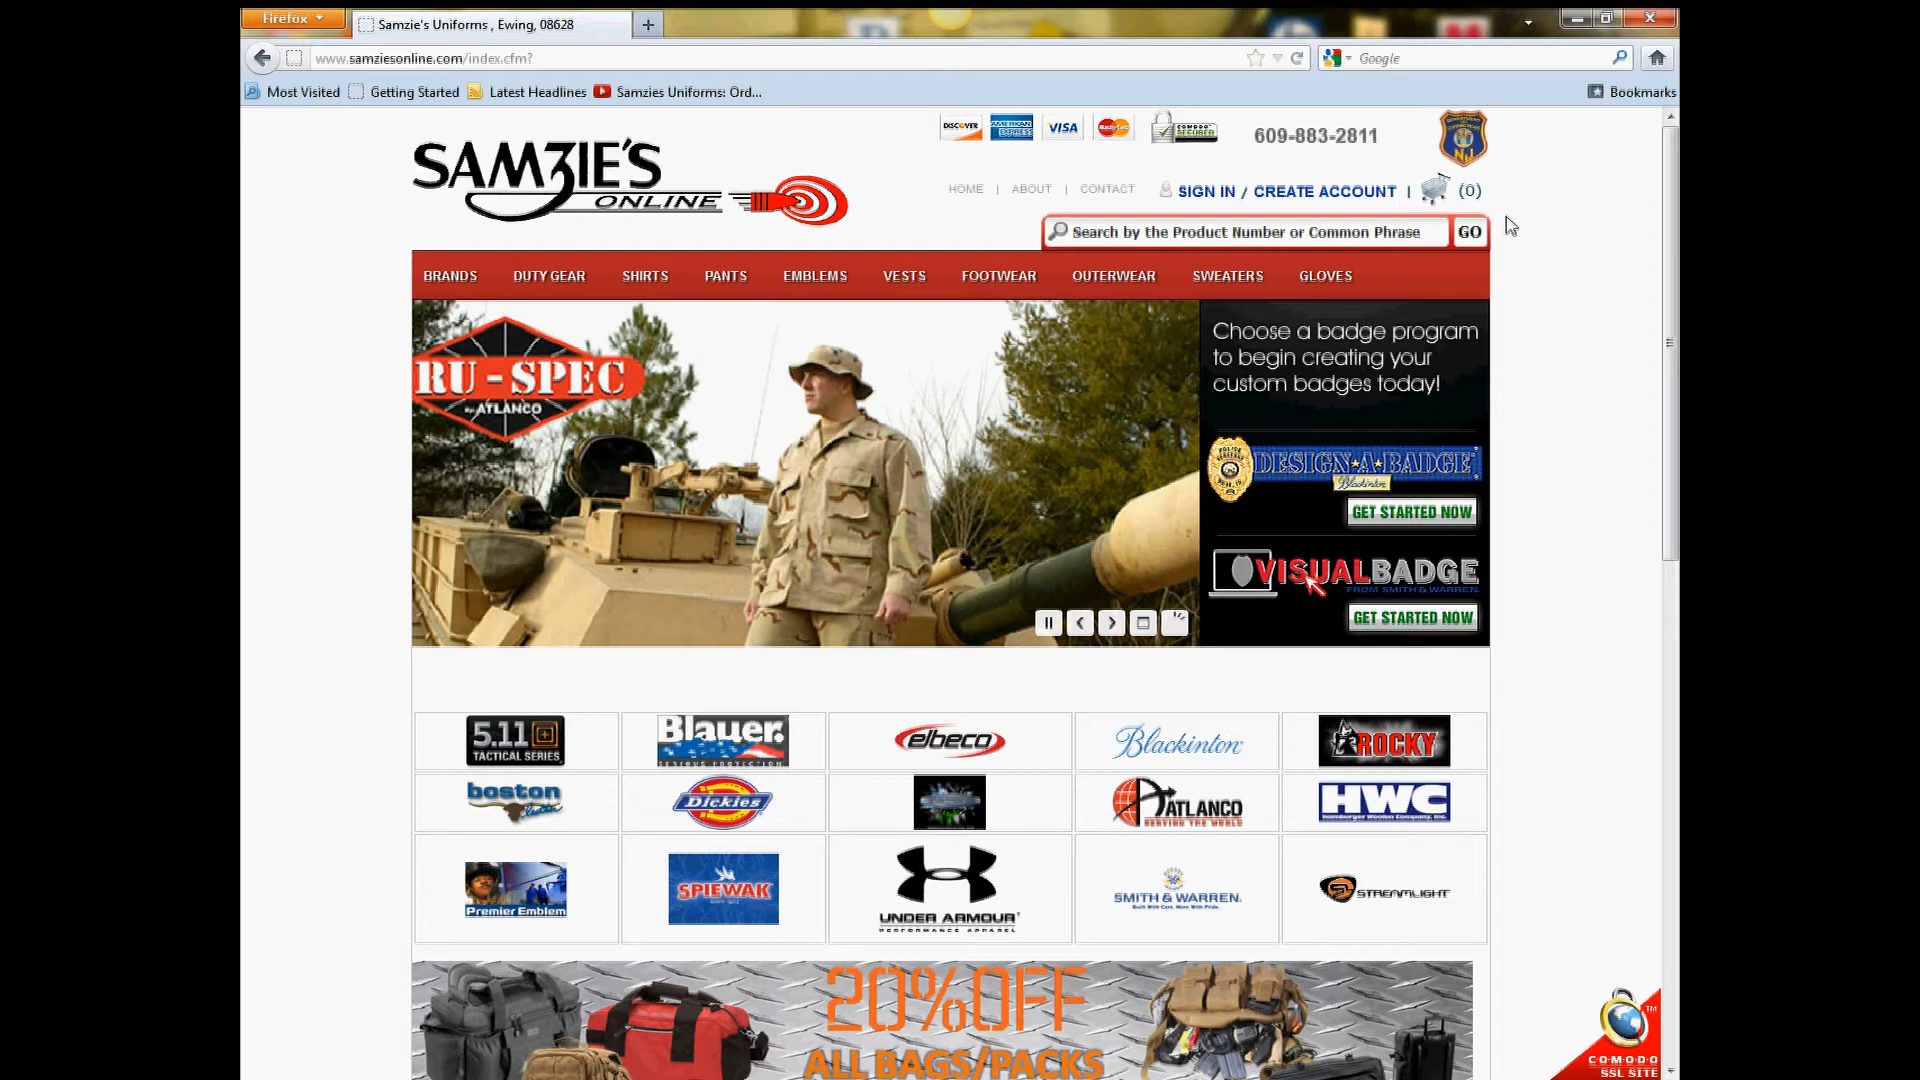 Firefox
Samzie's Uniforms , Ewing, 08628
www.samziesonline.com/index.cfm?
Google
Most Visited
Getting Started
Latest Headlines
Samzies Uniforms: Ord...
Bookmarks
DISCOVER
AMERICAN EXPRESS
VISA
MasterCard
COMODO SECURED
609-883-2811
NJ
SAMZIE'S
ONLINE
HOME | ABOUT | CONTACT
SIGN IN / CREATE ACCOUNT | (0)
Search by the Product Number or Common Phrase
GO
BRANDS DUTY GEAR SHIRTS PANTS EMBLEMS VESTS FOOTWEAR OUTERWEAR SWEATERS GLOVES
RU-SPEC
by ATLANCO
Choose a badge program
to begin creating your
custom badges today!
DESIGN-A-BADGE
Blackinton
GET STARTED NOW
VISUALBADGE
FROM SMITH & WARREN
GET STARTED NOW
5.11
TACTICAL SERIES
Blauer.
SERIOUS PROTECTION
elbeco
Blackinton
ROCKY
boston
leather
Dickies
ATLANCO
SERVING THE WORLD
HWC
Hamburger Woolen Company, Inc.
Premier Emblem
SPIEWAK
UNDER ARMOUR
PERFORMANCE APPAREL
SMITH & WARREN
Built With Care. Worn With Pride.
STREAMLIGHT
20%OFF
ALL BAGS/PACKS
COMODO
SSL SITE
TM